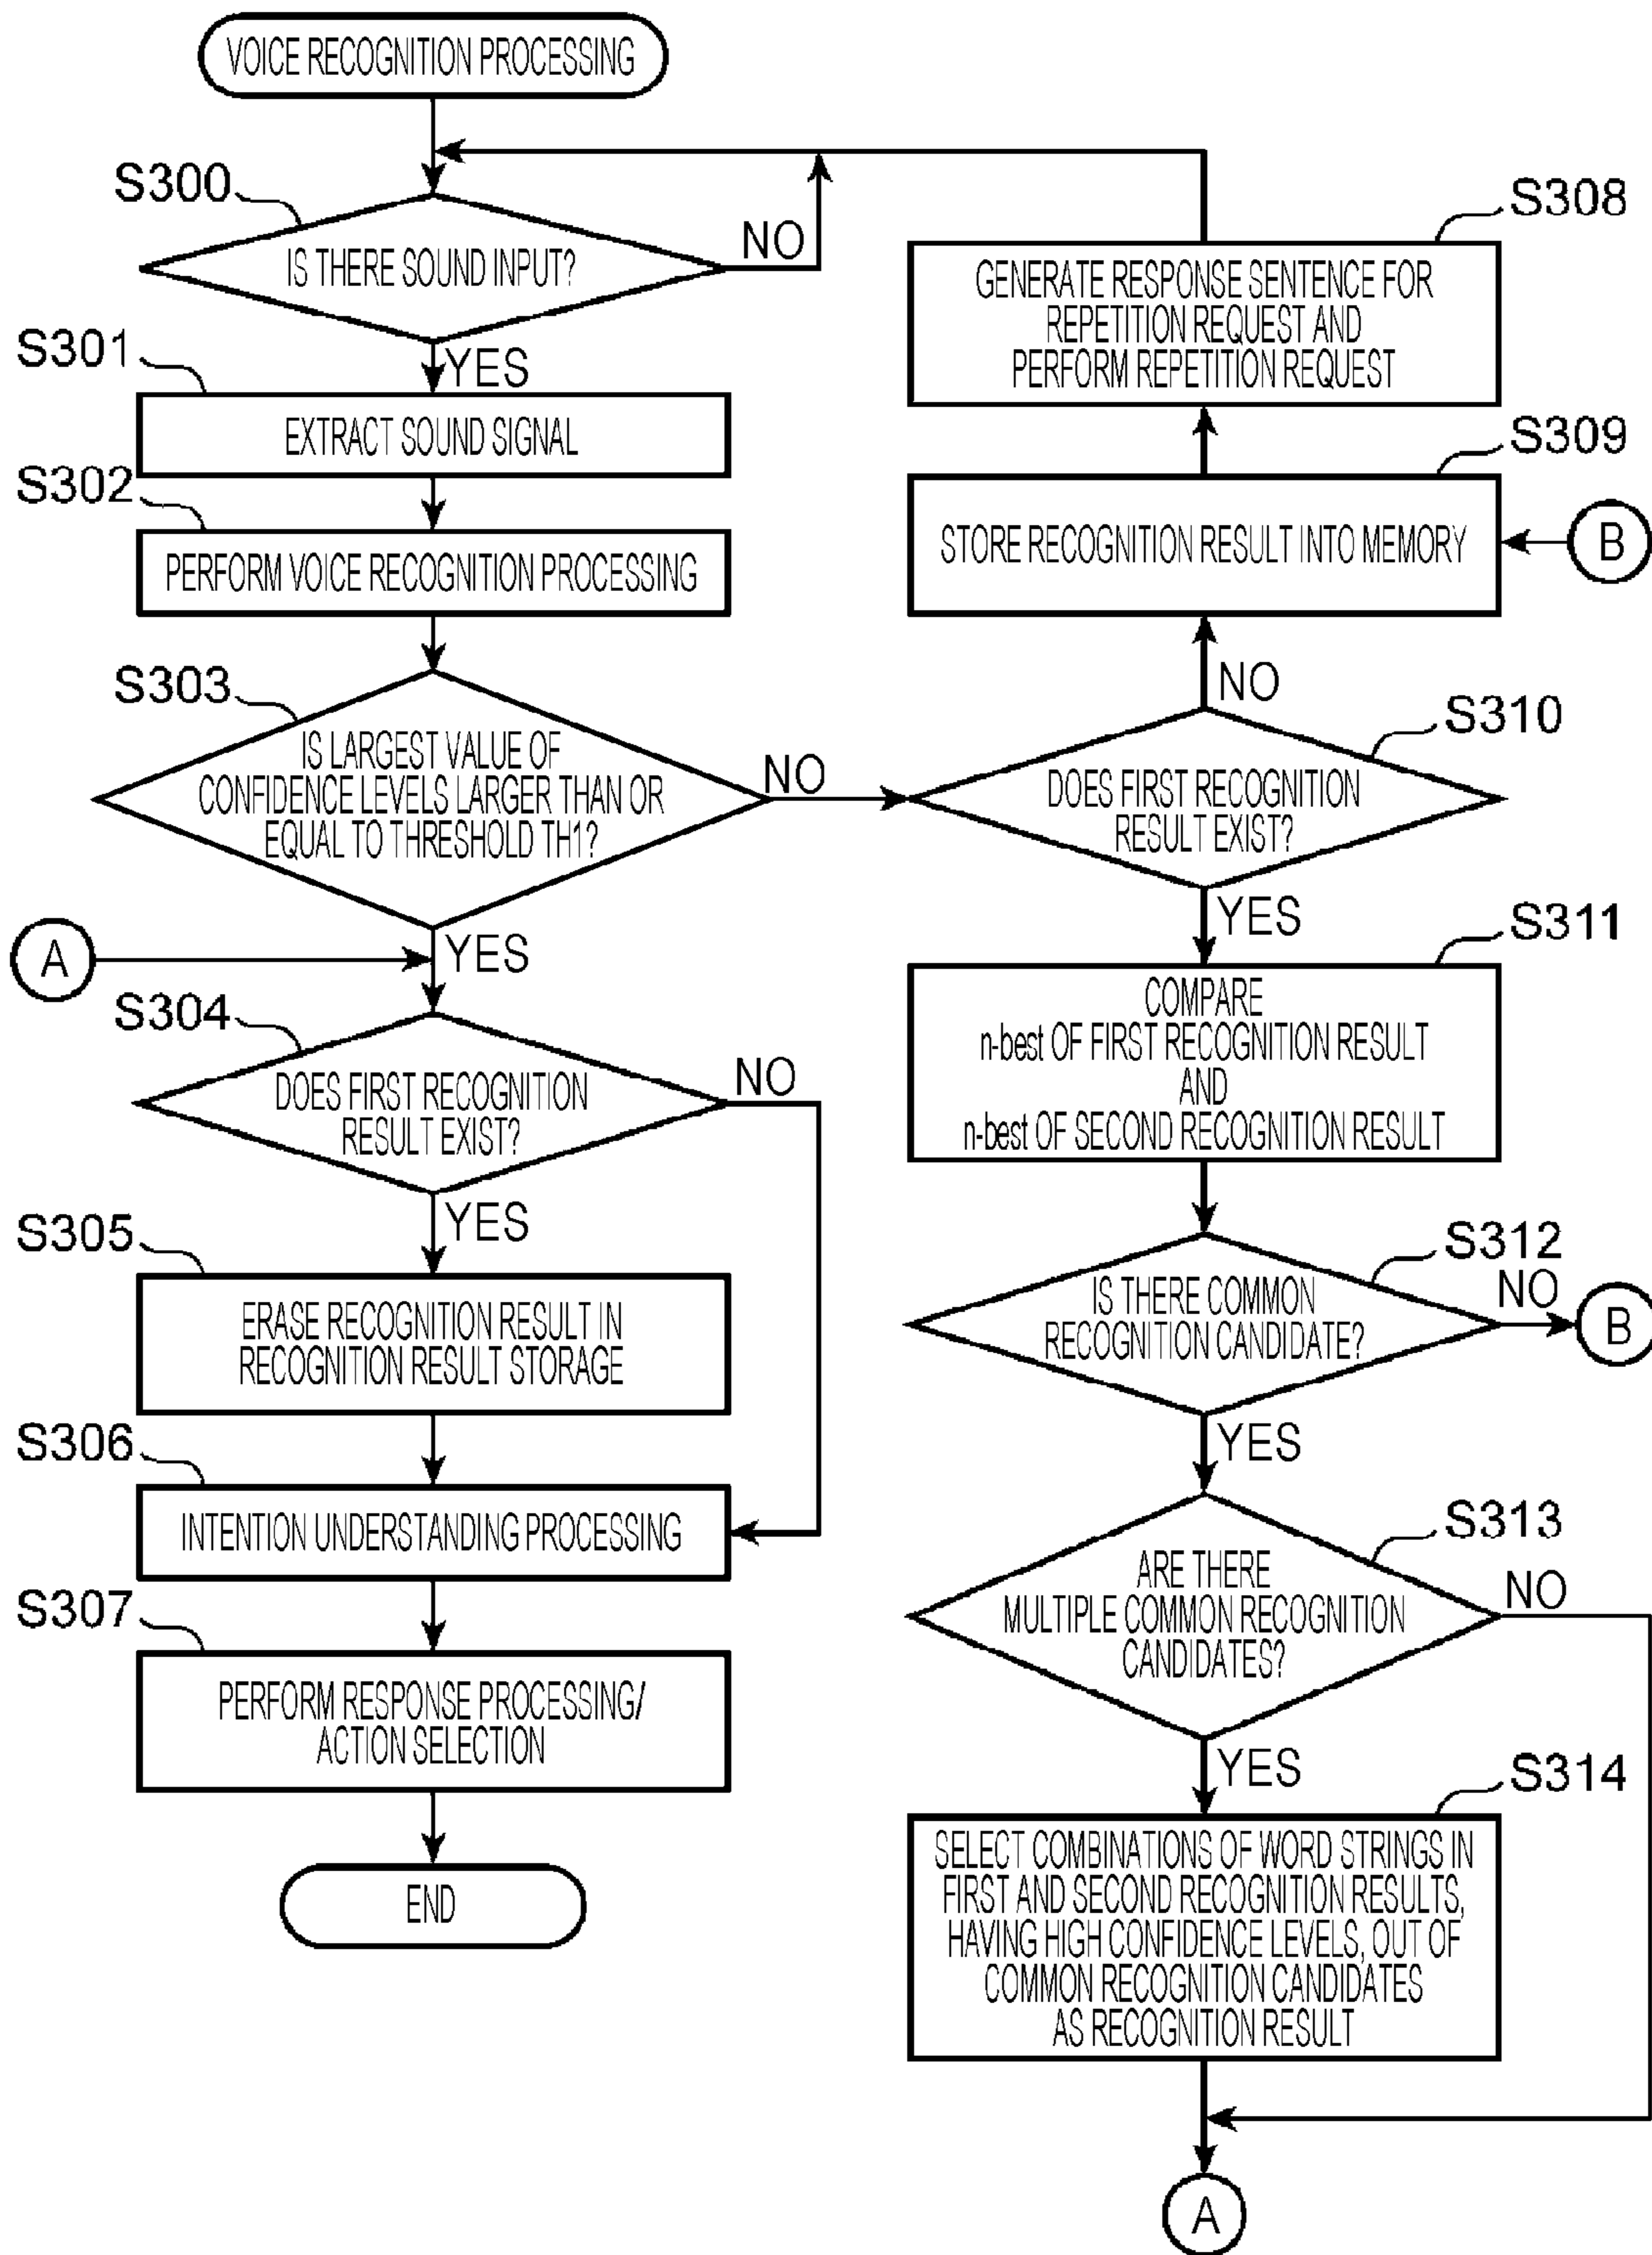 VOICE RECOGNITION PROCESSING
S300
IS THERE SOUND INPUT?
NO
YES
S301
EXTRACT SOUND SIGNAL
S302
PERFORM VOICE RECOGNITION PROCESSING
S303
IS LARGEST VALUE OF
CONFIDENCE LEVELS LARGER THAN OR
EQUAL TO THRESHOLD TH1?
NO
YES
A
S304
DOES FIRST RECOGNITION
RESULT EXIST?
NO
YES
S305
ERASE RECOGNITION RESULT IN
RECOGNITION RESULT STORAGE
S306
INTENTION UNDERSTANDING PROCESSING
S307
PERFORM RESPONSE PROCESSING/
ACTION SELECTION
END
S308
GENERATE RESPONSE SENTENCE FOR
REPETITION REQUEST AND
PERFORM REPETITION REQUEST
S309
STORE RECOGNITION RESULT INTO MEMORY
B
NO
S310
DOES FIRST RECOGNITION
RESULT EXIST?
YES
S311
COMPARE
n-best OF FIRST RECOGNITION RESULT
AND
n-best OF SECOND RECOGNITION RESULT
S312
IS THERE COMMON
RECOGNITION CANDIDATE?
NO
B
YES
S313
ARE THERE
MULTIPLE COMMON RECOGNITION
CANDIDATES?
NO
YES
S314
SELECT COMBINATIONS OF WORD STRINGS IN
FIRST AND SECOND RECOGNITION RESULTS,
HAVING HIGH CONFIDENCE LEVELS, OUT OF
COMMON RECOGNITION CANDIDATES
AS RECOGNITION RESULT
A